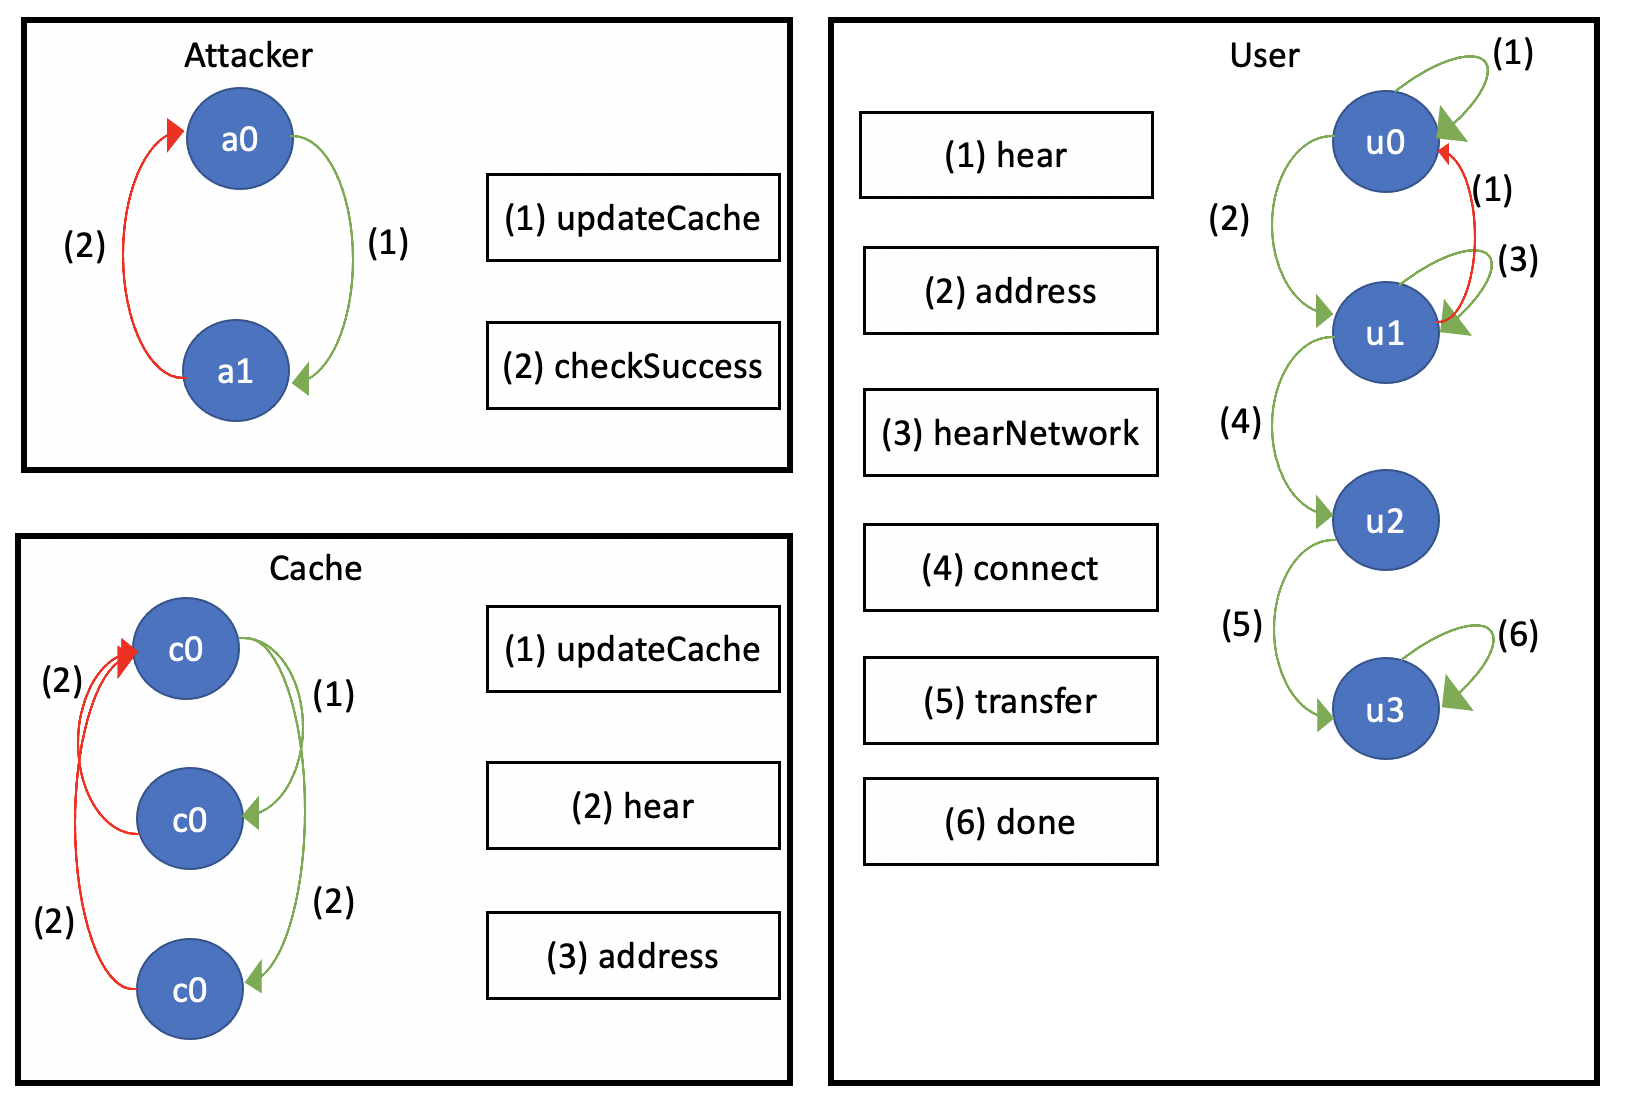 Attacker
a0
(2)
(1)
a1
(1) updateCache
(2) checkSuccess
Cache
c0
(2)
(1)
c0
(2)
(2)
c0
(1) updateCache
(2) hear
(3) address
User
(1) hear
(2) address
(3) hearNetwork
(4) connect
(5) transfer
(6) done
(1)
u0
(1)
(2)
(3)
u1
(4)
u2
(5)
(6)
u3